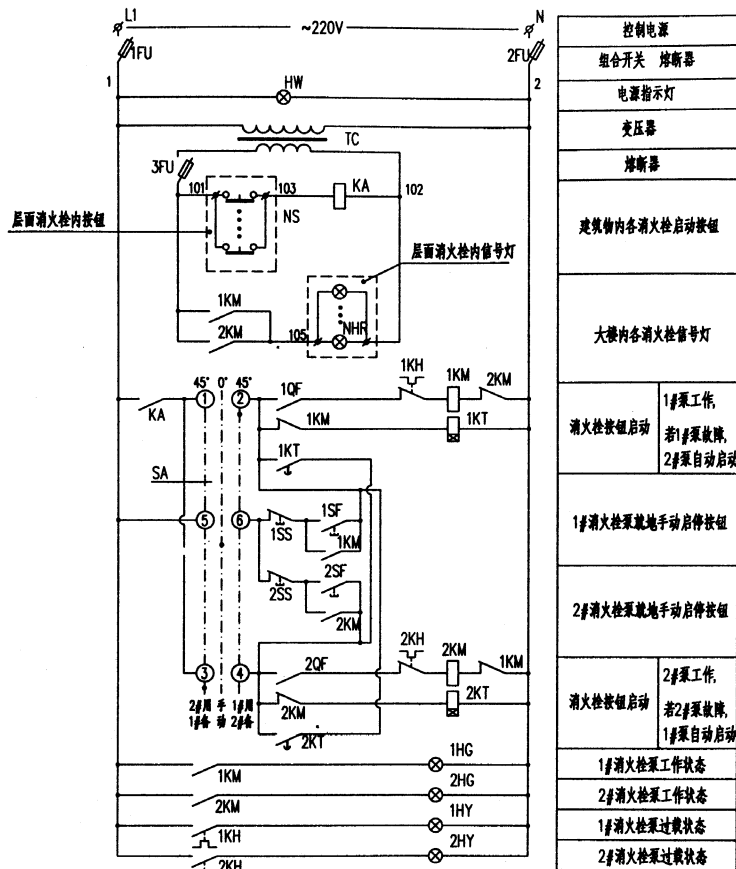 L1
~220V
N
1FU
2FU
1
2
HW
TC
3FU
101
103
KA
102
NS
层面消火栓内按钮
层面消火栓内信号灯
1KM
2KM
105
NHR
45°
0°
45°
KA
1
2
1QF
1KH
1KM
2KM
1KM
1KT
1KT
SA
5
6
1SS
1SF
1KM
2SS
2SF
2KM
3
4
2QF
2KH
2KM
1KM
2KM
2KT
2KT
2#用
1#备
手
动
1#用
2#备
1KM
1HG
2KM
2HG
1KH
1HY
2KH
2HY
控制电源
组合开关 熔断器
电源指示灯
变压器
熔断器
建筑物内各消火栓启动按钮
大楼内各消火栓信号灯
消火栓按钮启动
1#泵工作,
若1#泵故障,
2#泵自动启动
1#消火栓泵就地手动启停按钮
2#消火栓泵就地手动启停按钮
消火栓按钮启动
2#泵工作,
若2#泵故障,
1#泵自动启动
1#消火栓泵工作状态
2#消火栓泵工作状态
1#消火栓泵过载状态
2#消火栓泵过载状态